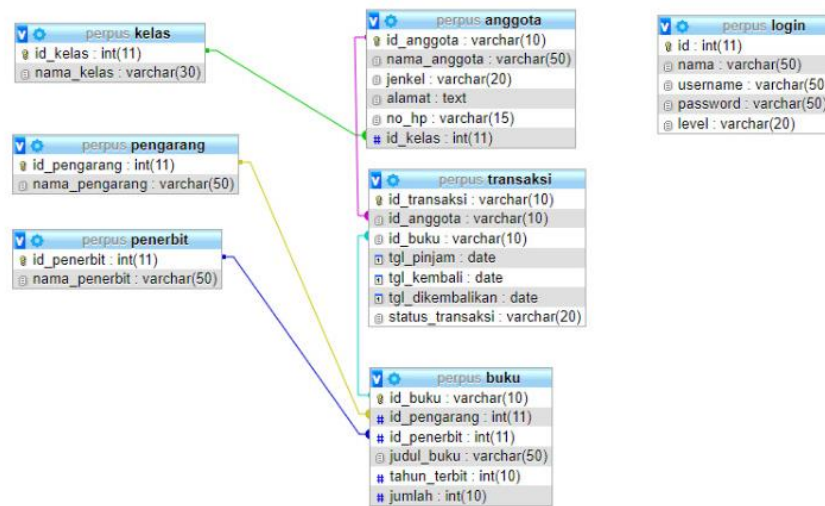 perpus kelas
id_kelas : int(11)
nama_kelas : varchar(30)
perpus pengarang
id_pengarang : int(11)
nama_pengarang : varchar(50)
perpus penerbit
id_penerbit : int(11)
nama_penerbit : varchar(50)
perpus anggota
id_anggota : varchar(10)
nama_anggota : varchar(50)
jenkel : varchar(20)
alamat : text
no_hp : varchar(15)
# id_kelas : int(11)
perpus transaksi
id_transaksi : varchar(10)
id_anggota : varchar(10)
id_buku : varchar(10)
tgl_pinjam : date
tgl_kembali : date
tgl_dikembalikan : date
status_transaksi : varchar(20)
perpus buku
id_buku : varchar(10)
# id_pengarang : int(11)
# id_penerbit : int(11)
judul_buku : varchar(50)
# tahun_terbit : int(10)
# jumlah : int(10)
perpus login
id : int(11)
nama : varchar(50)
username : varchar(50
password : varchar(50)
level : varchar(20)